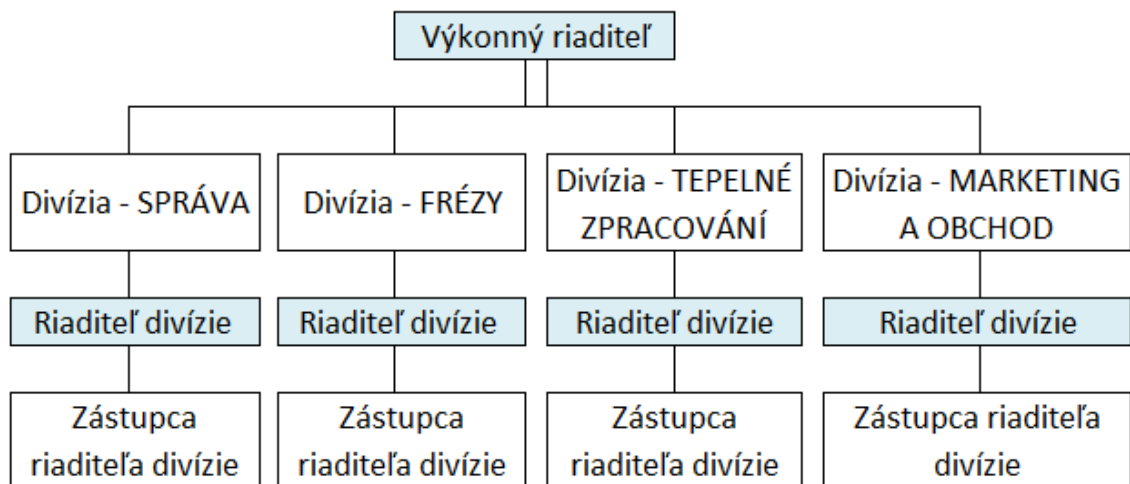 Výkonný riaditeľ
Divízia - SPRÁVA
Divízia - FRÉZY
Divízia - TEPELNÉ
ZPRACOVÁNÍ
Divízia - MARKETING
A OBCHOD
Riaditeľ divízie
Riaditeľ divízie
Riaditeľ divízie
Riaditeľ divízie
Zástupca
riaditeľa divízie
Zástupca
riaditeľa divízie
Zástupca
riaditeľa divízie
Zástupca riaditeľa
divízie